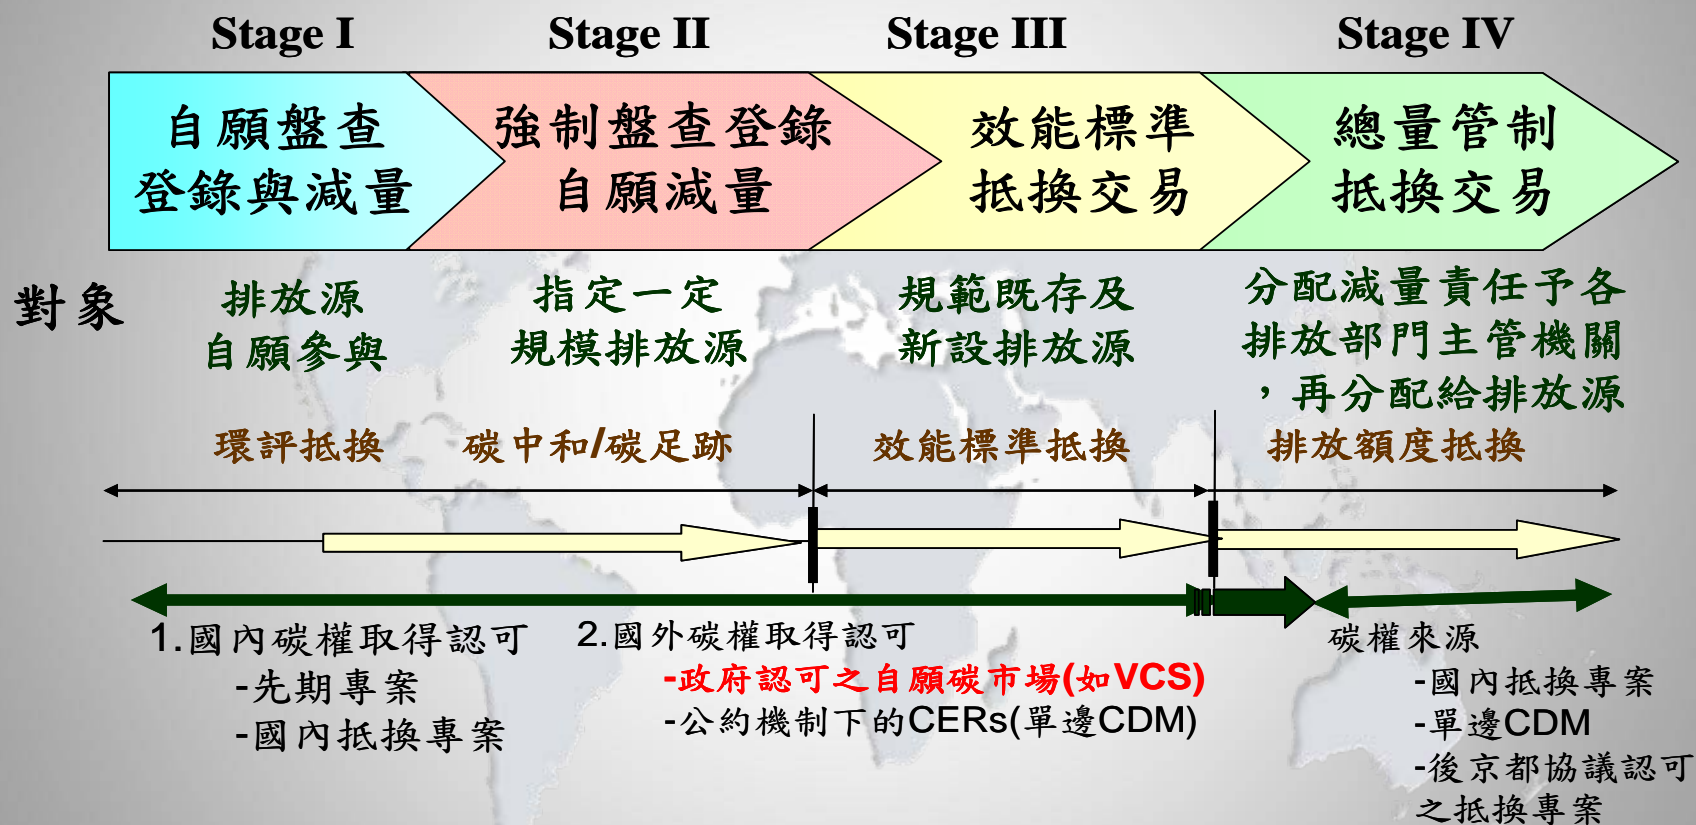 Stage I
Stage II
Stage III
Stage IV
自願盤查
登錄與減量
強制盤查登錄
自願減量
效能標準
抵換交易
總量管制
抵換交易
對象
排放源
自願參與
指定一定
規模排放源
規範既存及
新設排放源
分配減量責任予各
排放部門主管機關
，再分配給排放源
環評抵換
碳中和/碳足跡
效能標準抵換
排放額度抵換
1.國內碳權取得認可
-先期專案
-國內抵換專案
2.國外碳權取得認可
-政府認可之自願碳市場(如VCS)
-公約機制下的CERs(單邊CDM)
碳權來源
-國內抵換專案
-單邊CDM
-後京都協議認可
之抵換專案